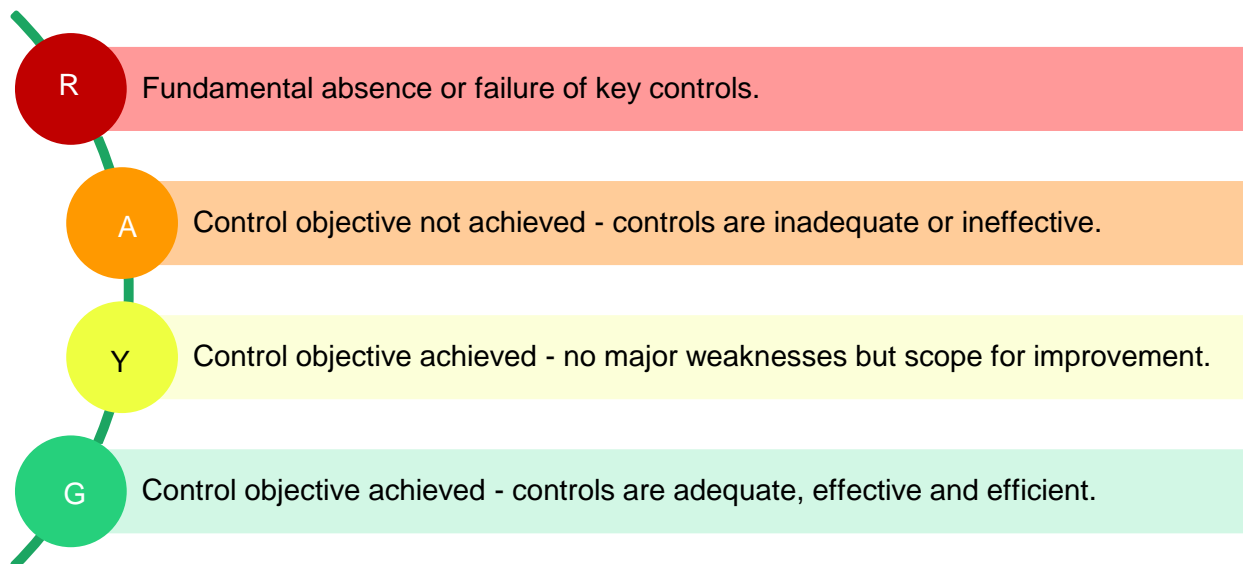 R
Fundamental absence or failure of key controls.
A
Control objective not achieved - controls are inadequate or ineffective.
Y
Control objective achieved - no major weaknesses but scope for improvement.
G
Control objective achieved - controls are adequate, effective and efficient.